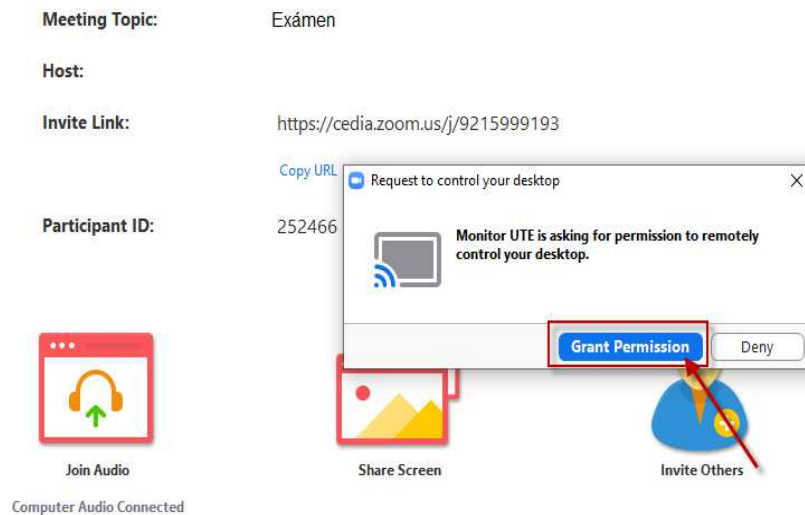 Meeting Topic: Exámen
Host:
Invite Link: https://cedia.zoom.us/j/9215999193
Copy URL
Request to control your desktop
Participant ID: 252466
Monitor UTE is asking for permission to remotely
control your desktop.
Grant Permission Deny
Join Audio Share Screen Invite Others
Computer Audio Connected